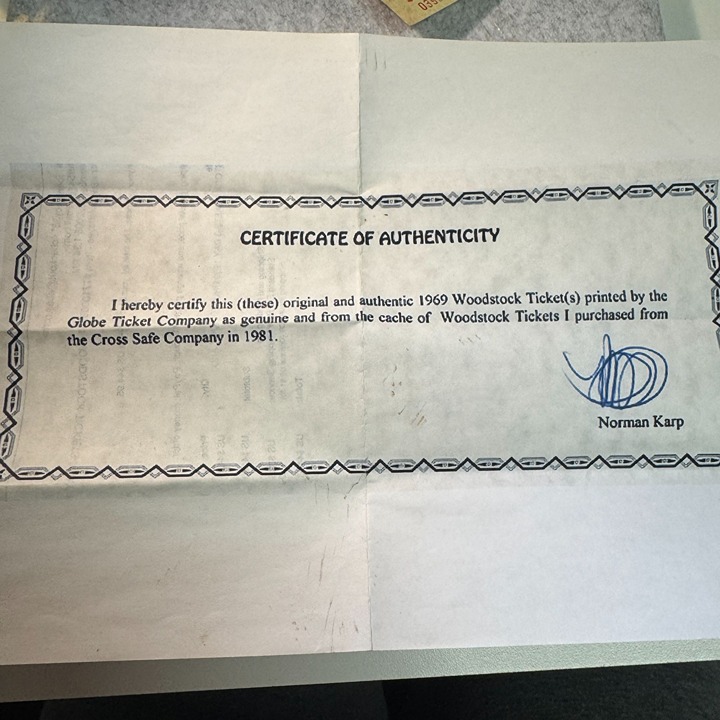 CERTIFICATE OF AUTHENTICITY
I hereby certify this (these) original and authentic 1969 Woodstock Ticket(s) printed by the
Globe Ticket Company as genuine and from the cache of Woodstock Tickets I purchased from
the Cross Safe Company in 1981.
Norman Karp